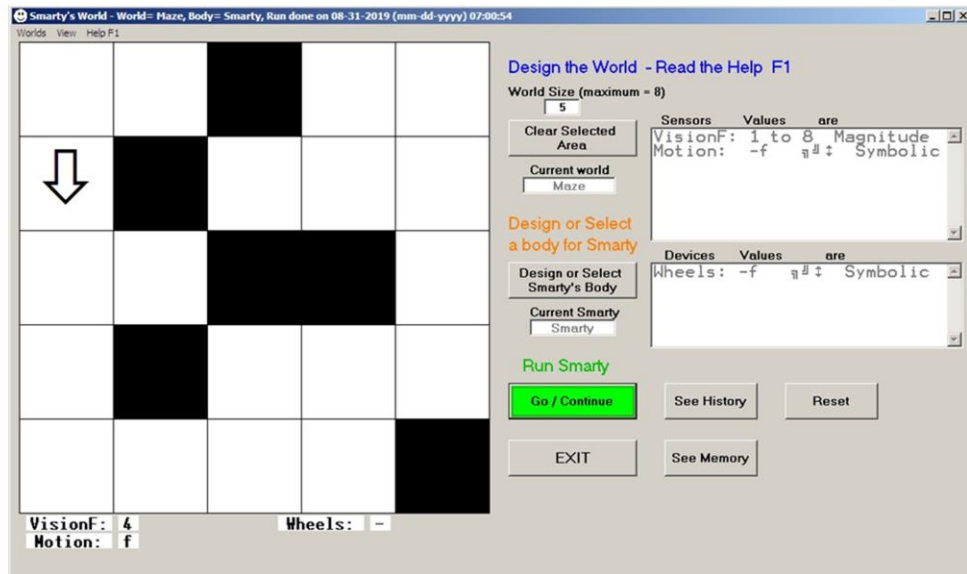 Smarty's World - World= Maze, Body= Smarty, Run done on 08-31-2019 (mm-dd-yyyy) 07:00:54
Worlds View Help F1
Design the World - Read the Help F1
World Size (maximum = 8)
5
Clear Selected
Area
Current world
Maze
Sensors Values are
VisionF: 1 to 8 Magnitude
Motion: -f ╗╝↕ Symbolic
Design or Select
a body for Smarty
Design or Select
Smarty's Body
Current Smarty
Smarty
Devices Values are
Wheels: -f ╗╝↕ Symbolic
Run Smarty
Go / Continue
See History
Reset
EXIT
See Memory
VisionF: 4
Wheels: -
Motion: f